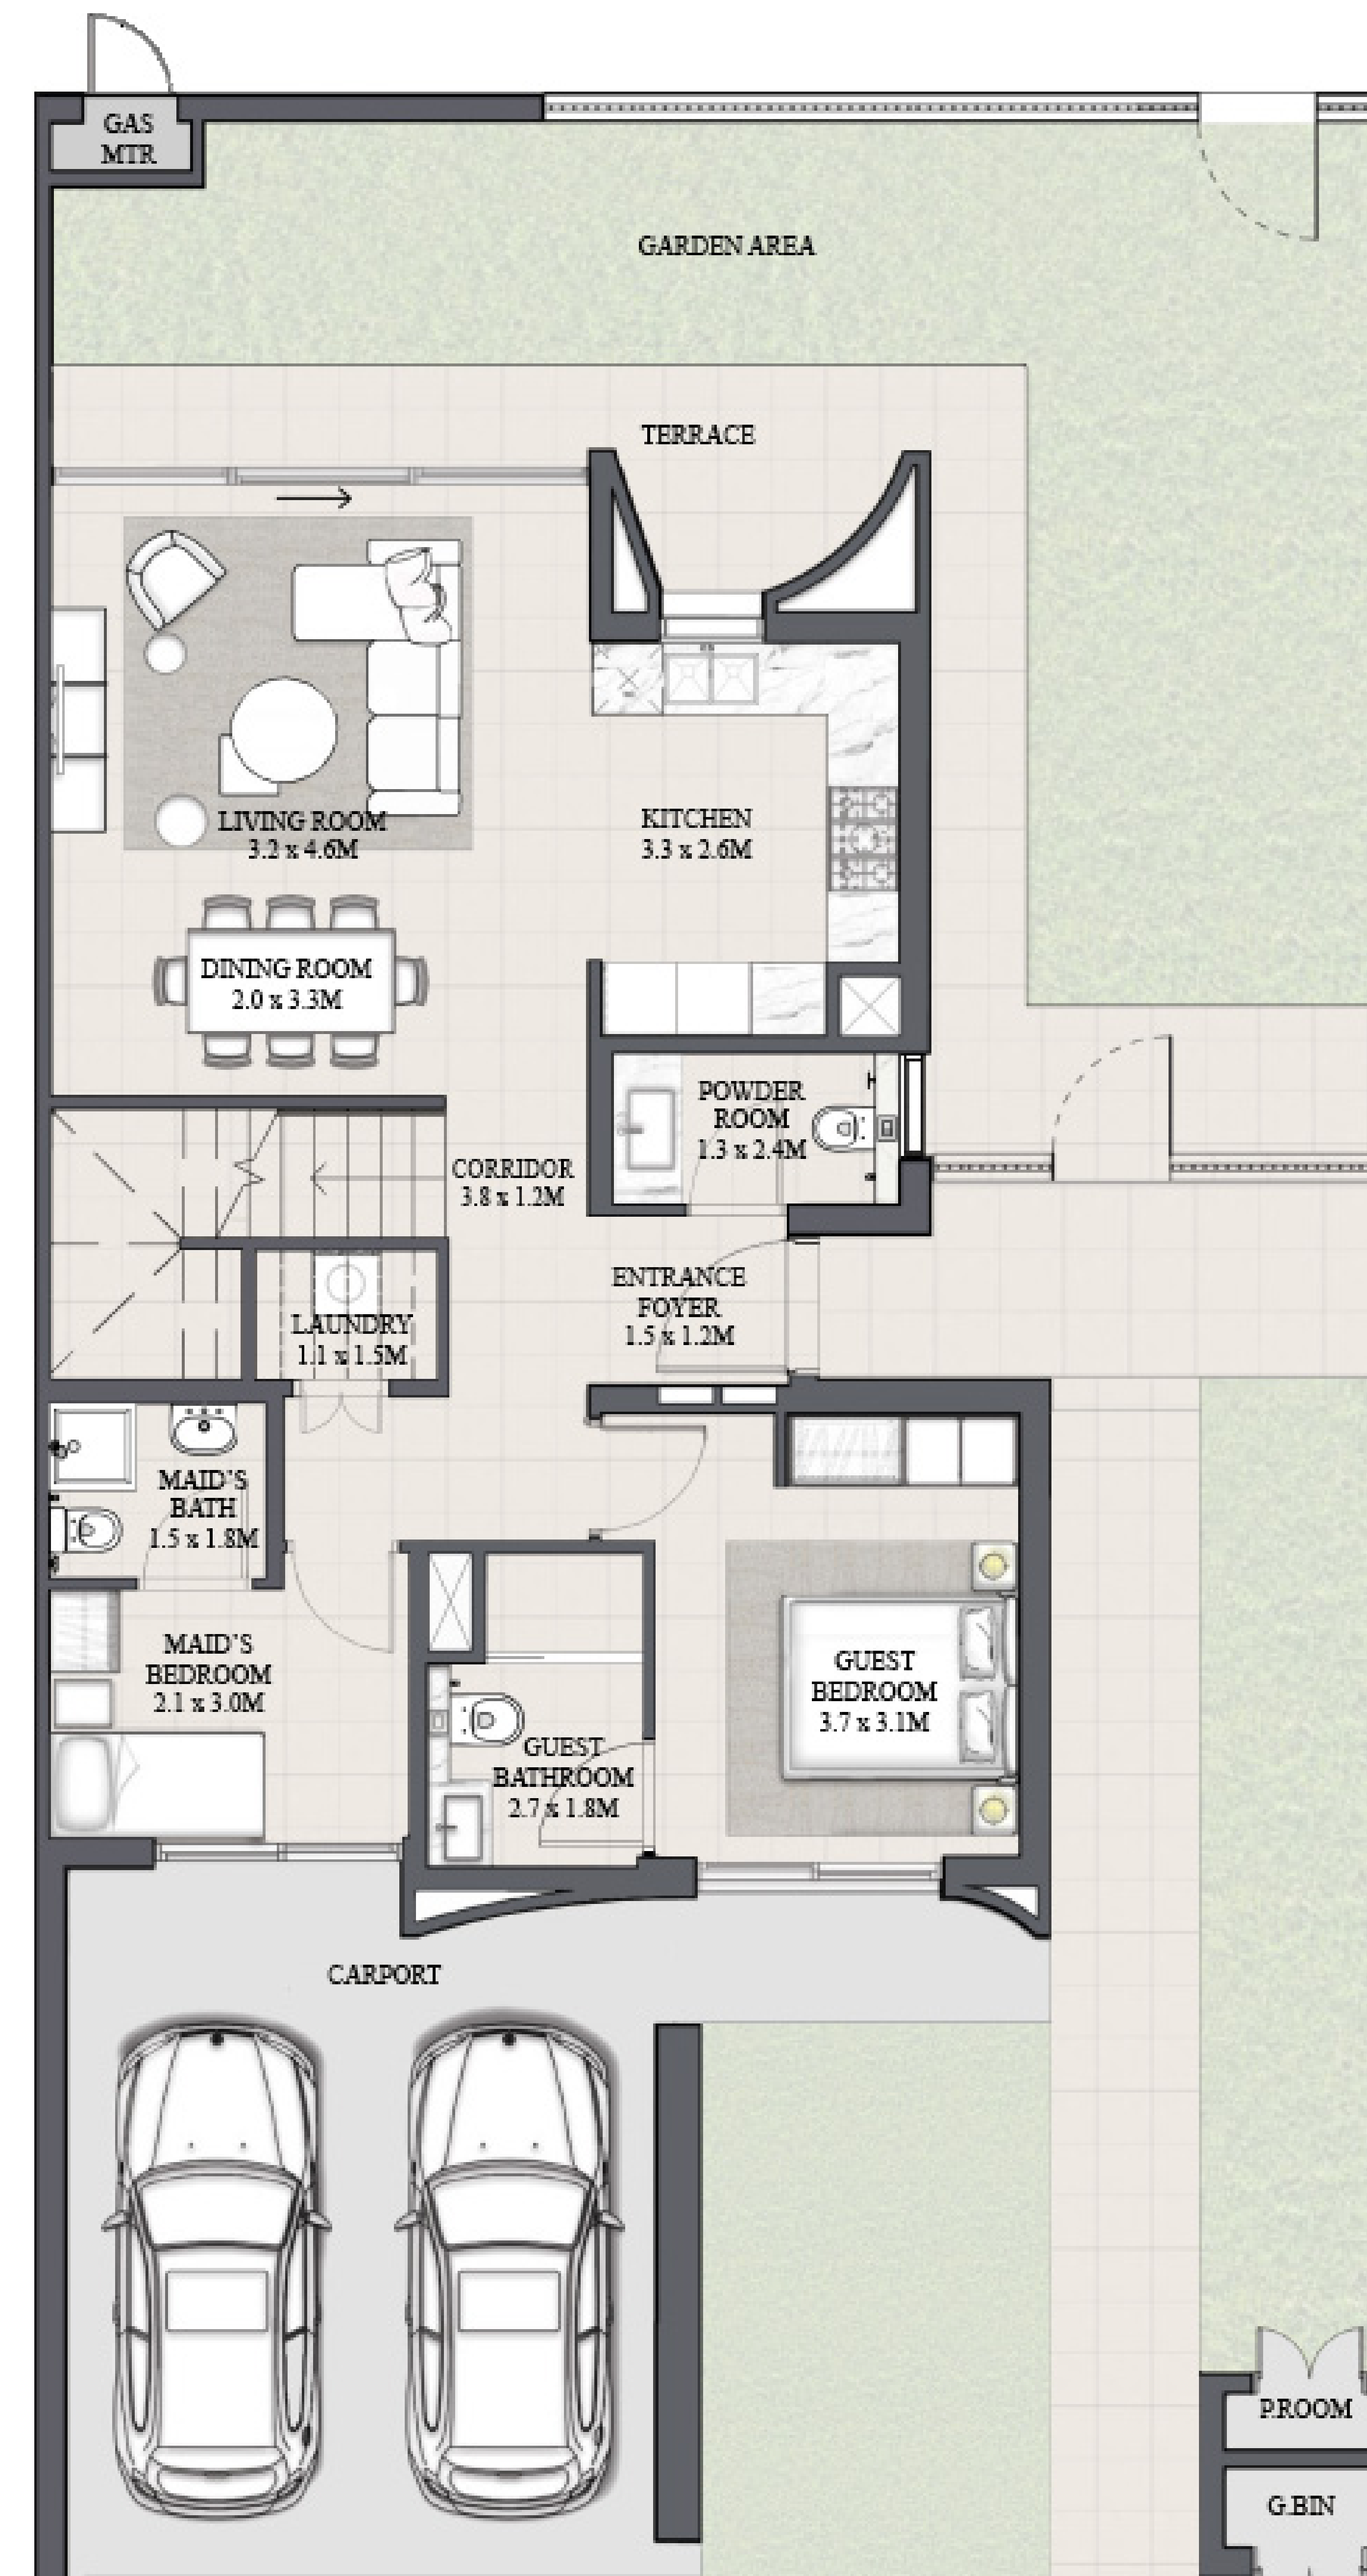 GAS
MTR
GARDEN AREA
TERRACE
LIVING ROOM
3.2 x 4.6M
KITCHEN
3.3 x 2.6M
DINING ROOM
2.0 x 3.3M
POWDER
ROOM
1.3 x 2.4M
CORRIDOR
3.8 x 1.2M
ENTRANCE
FOYER
1.5 x 1.2M
LAUNDRY
1.1 x 1.5M
MAID'S
BATH
1.5 x 1.8M
MAID'S
BEDROOM
2.1 x 3.0M
GUEST
BEDROOM
3.7 x 3.1M
GUEST
BATHROOM
2.7 x 1.8M
CARPORT
P.ROOM
G.BIN